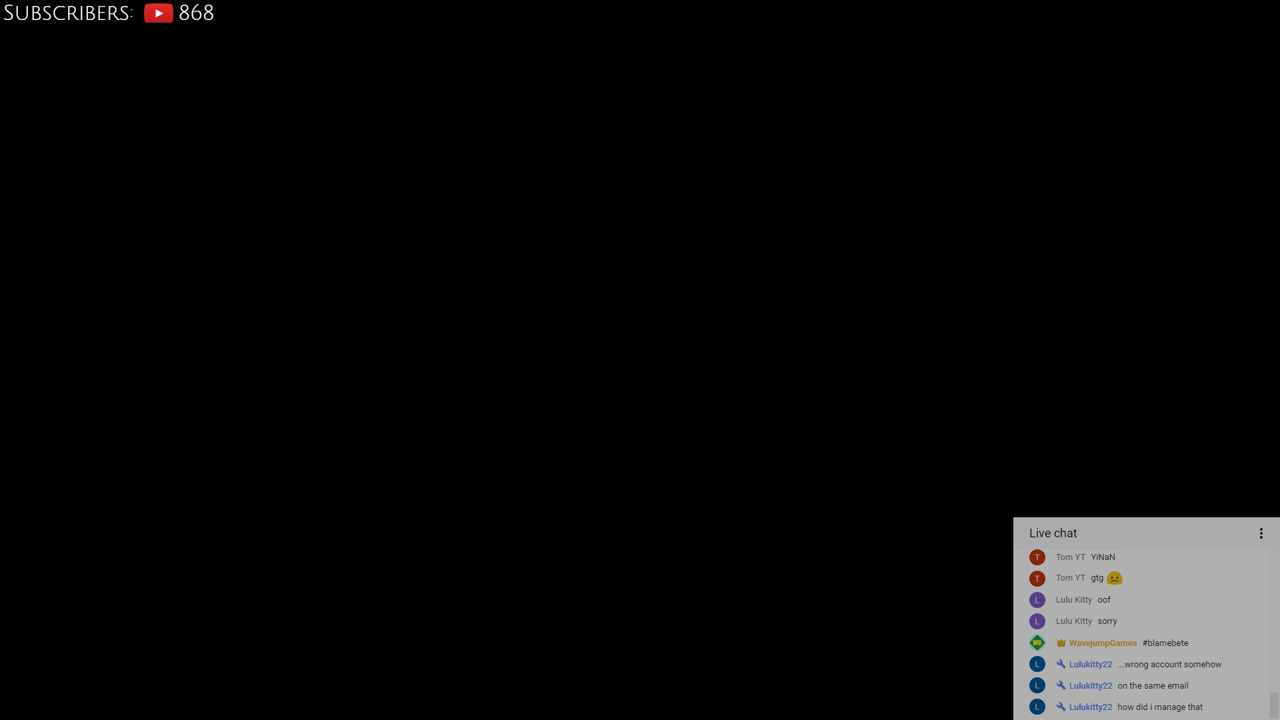 SUBSCRIBERS: 868
Live chat
Tom YT YiNaN
Tom YT gtg
Lulu Kitty oof
Lulu Kitty sorry
WavejumpGames #blamebete
Lulukitty22 ...wrong account somehow
Lulukitty22 on the same email
Lulukitty22 how did i manage that